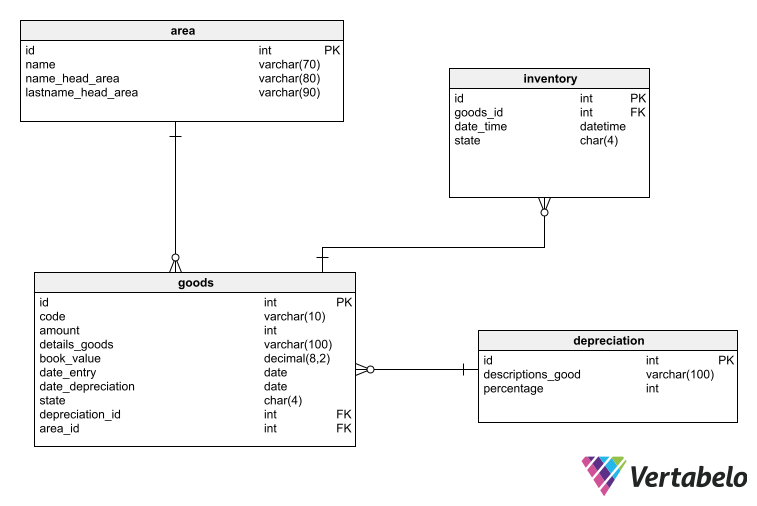 area
id int PK
name varchar(70)
name_head_area varchar(80)
lastname_head_area varchar(90)
inventory
id int PK
goods_id int FK
date_time datetime
state char(4)
goods
id int PK
code varchar(10)
amount int
details_goods varchar(100)
book_value decimal(8,2)
date_entry date
date_depreciation date
state char(4)
depreciation_id int FK
area_id int FK
depreciation
id int PK
descriptions_good varchar(100)
percentage int
Vertabelo